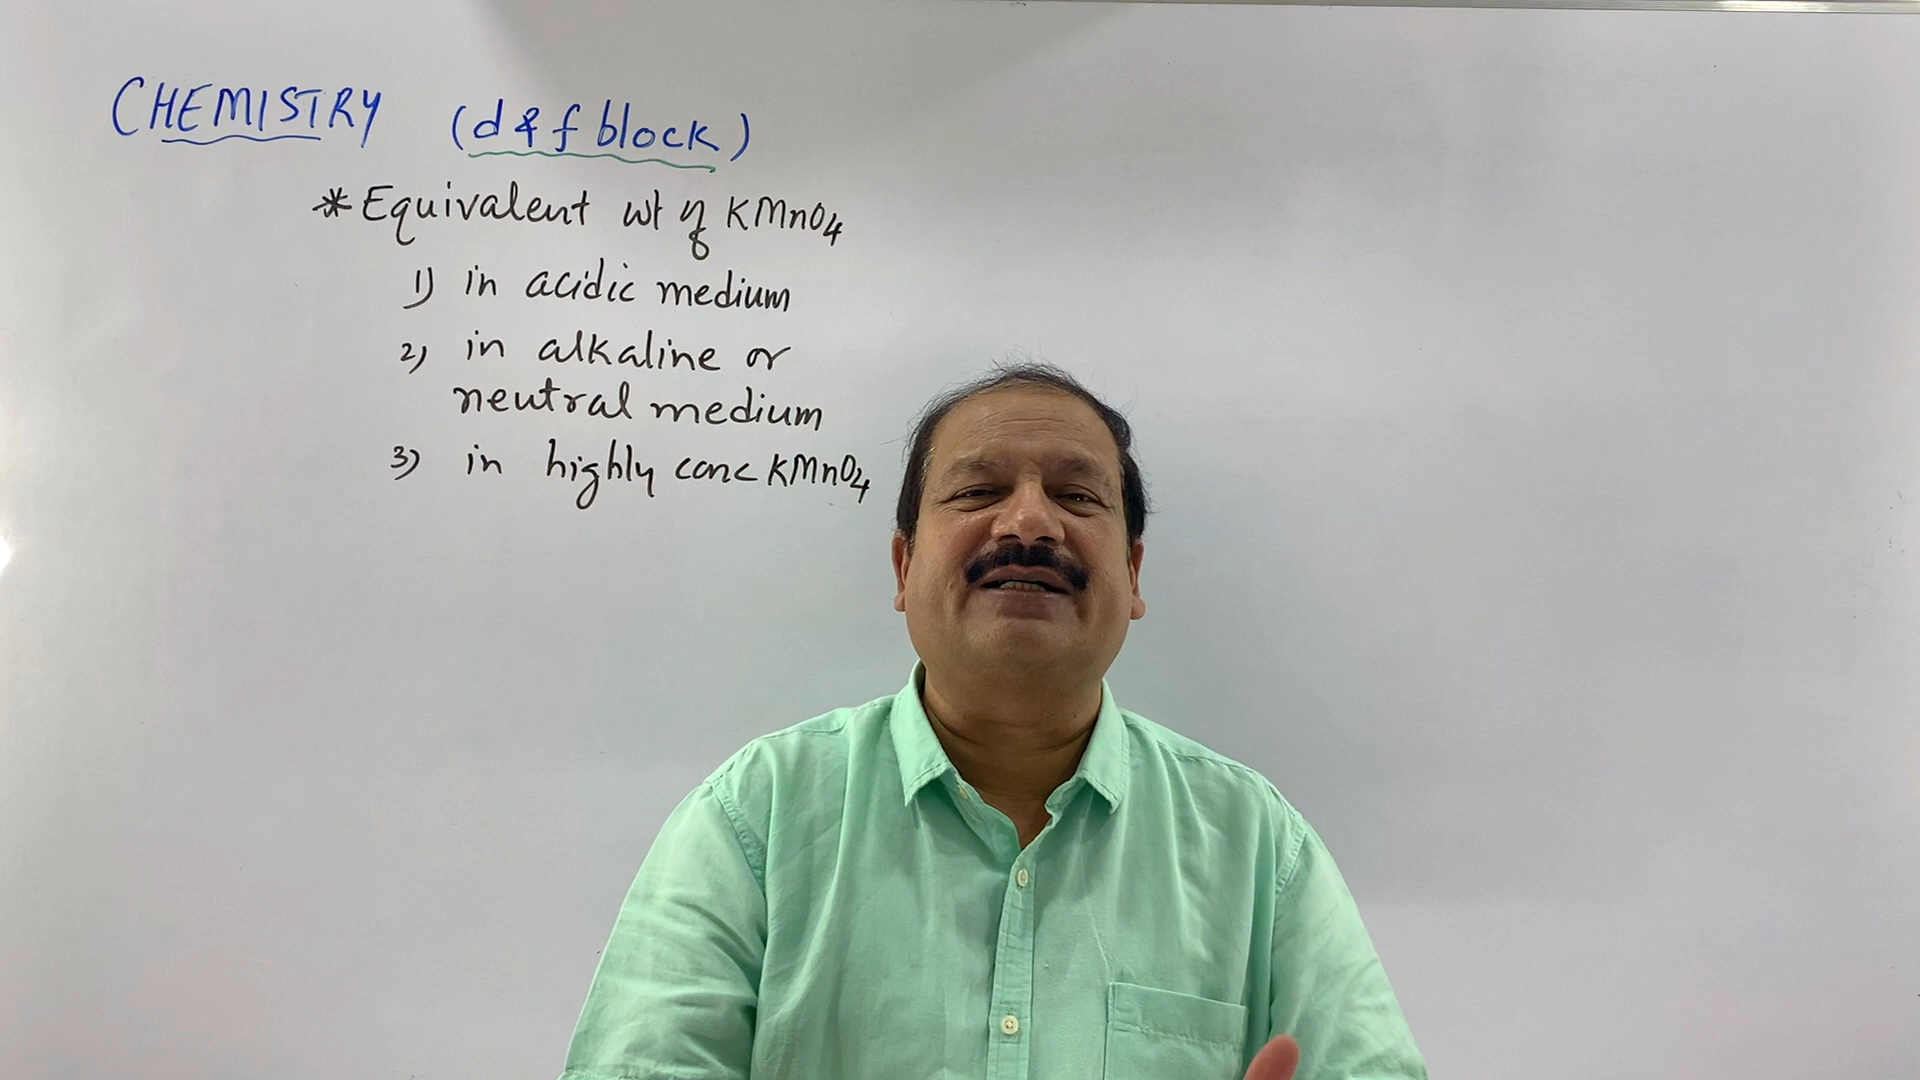 CHEMISTRY (d & f block)
* Equivalent wt of KMnO4
1) in acidic medium
2) in alkaline or
neutral medium
3) in highly conc KMnO4